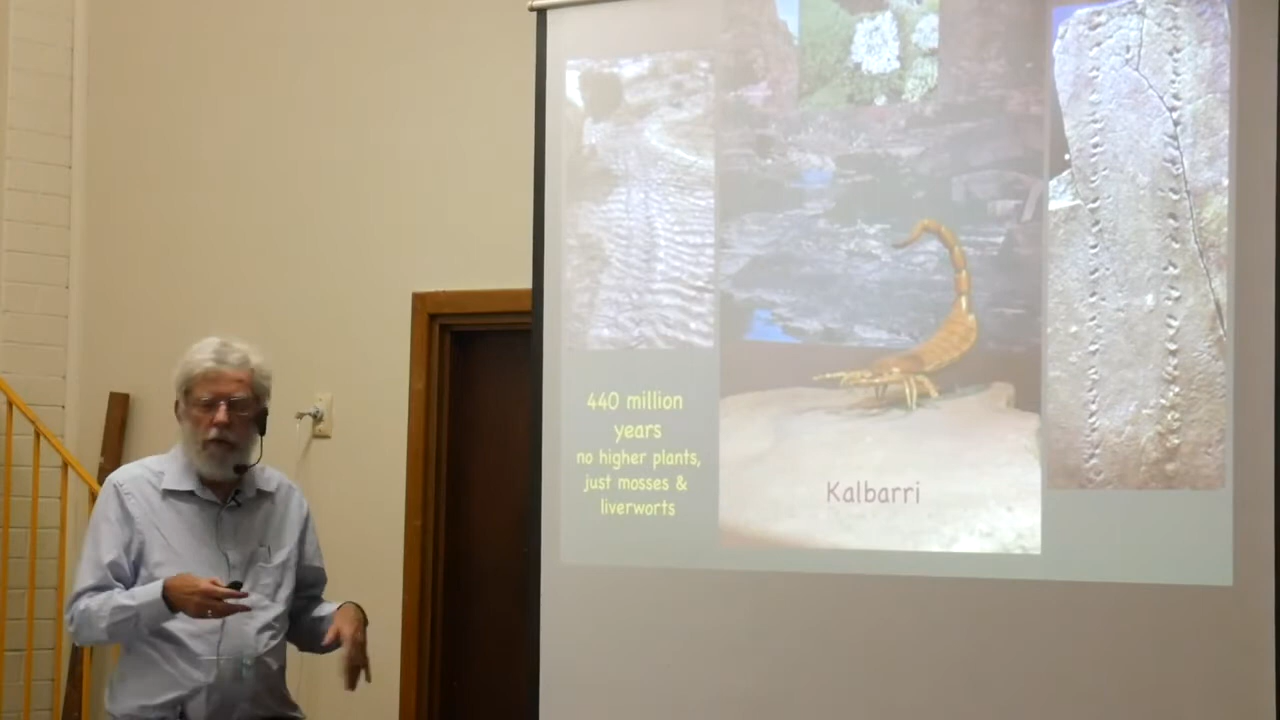 440 million
years
no higher plants,
just mosses &
liverworts
Kalbarri